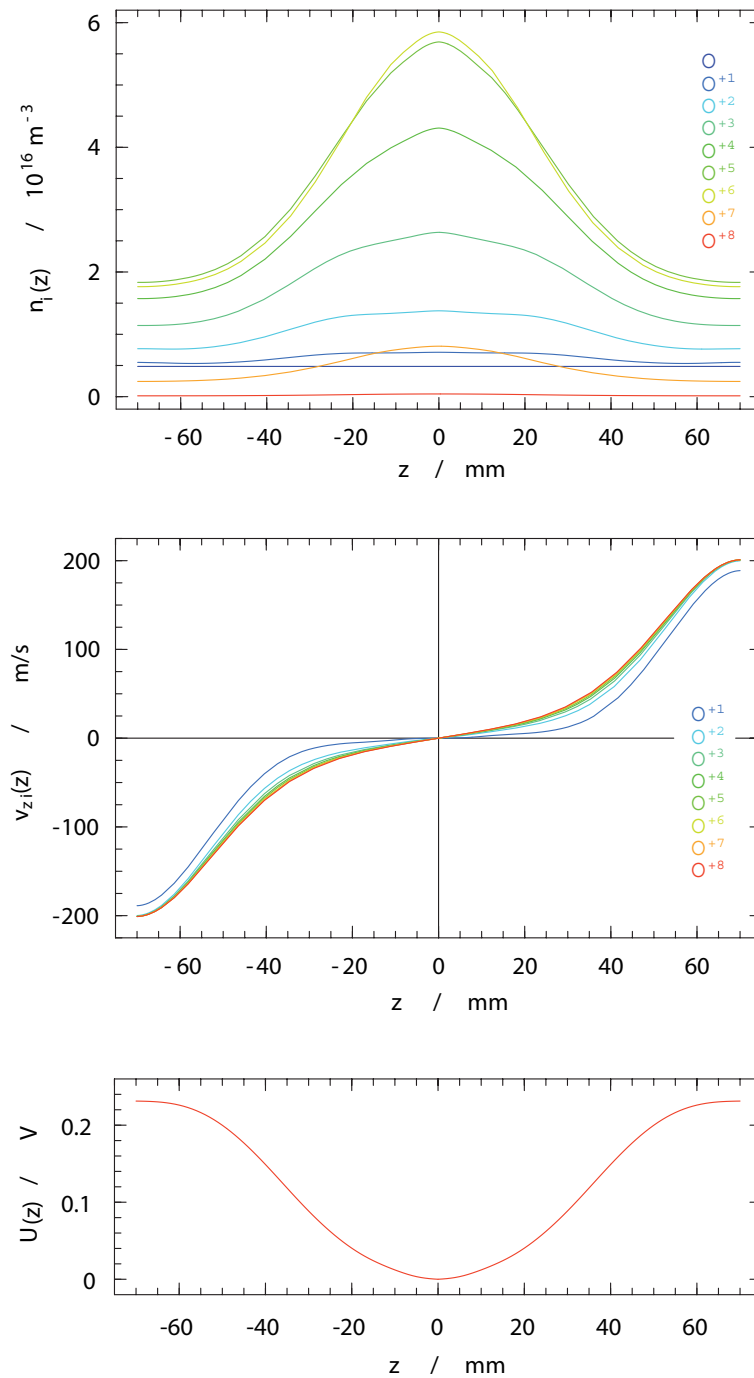 6
4
2
0
n_i(z) / 10^16 m^-3
O
O^+1
O^+2
O^+3
O^+4
O^+5
O^+6
O^+7
O^+8
-60 -40 -20 0 20 40 60
z / mm
200
100
0
-100
-200
v_zi(z) / m/s
O^+1
O^+2
O^+3
O^+4
O^+5
O^+6
O^+7
O^+8
-60 -40 -20 0 20 40 60
z / mm
0.2
0.1
0
U(z) / V
-60 -40 -20 0 20 40 60
z / mm